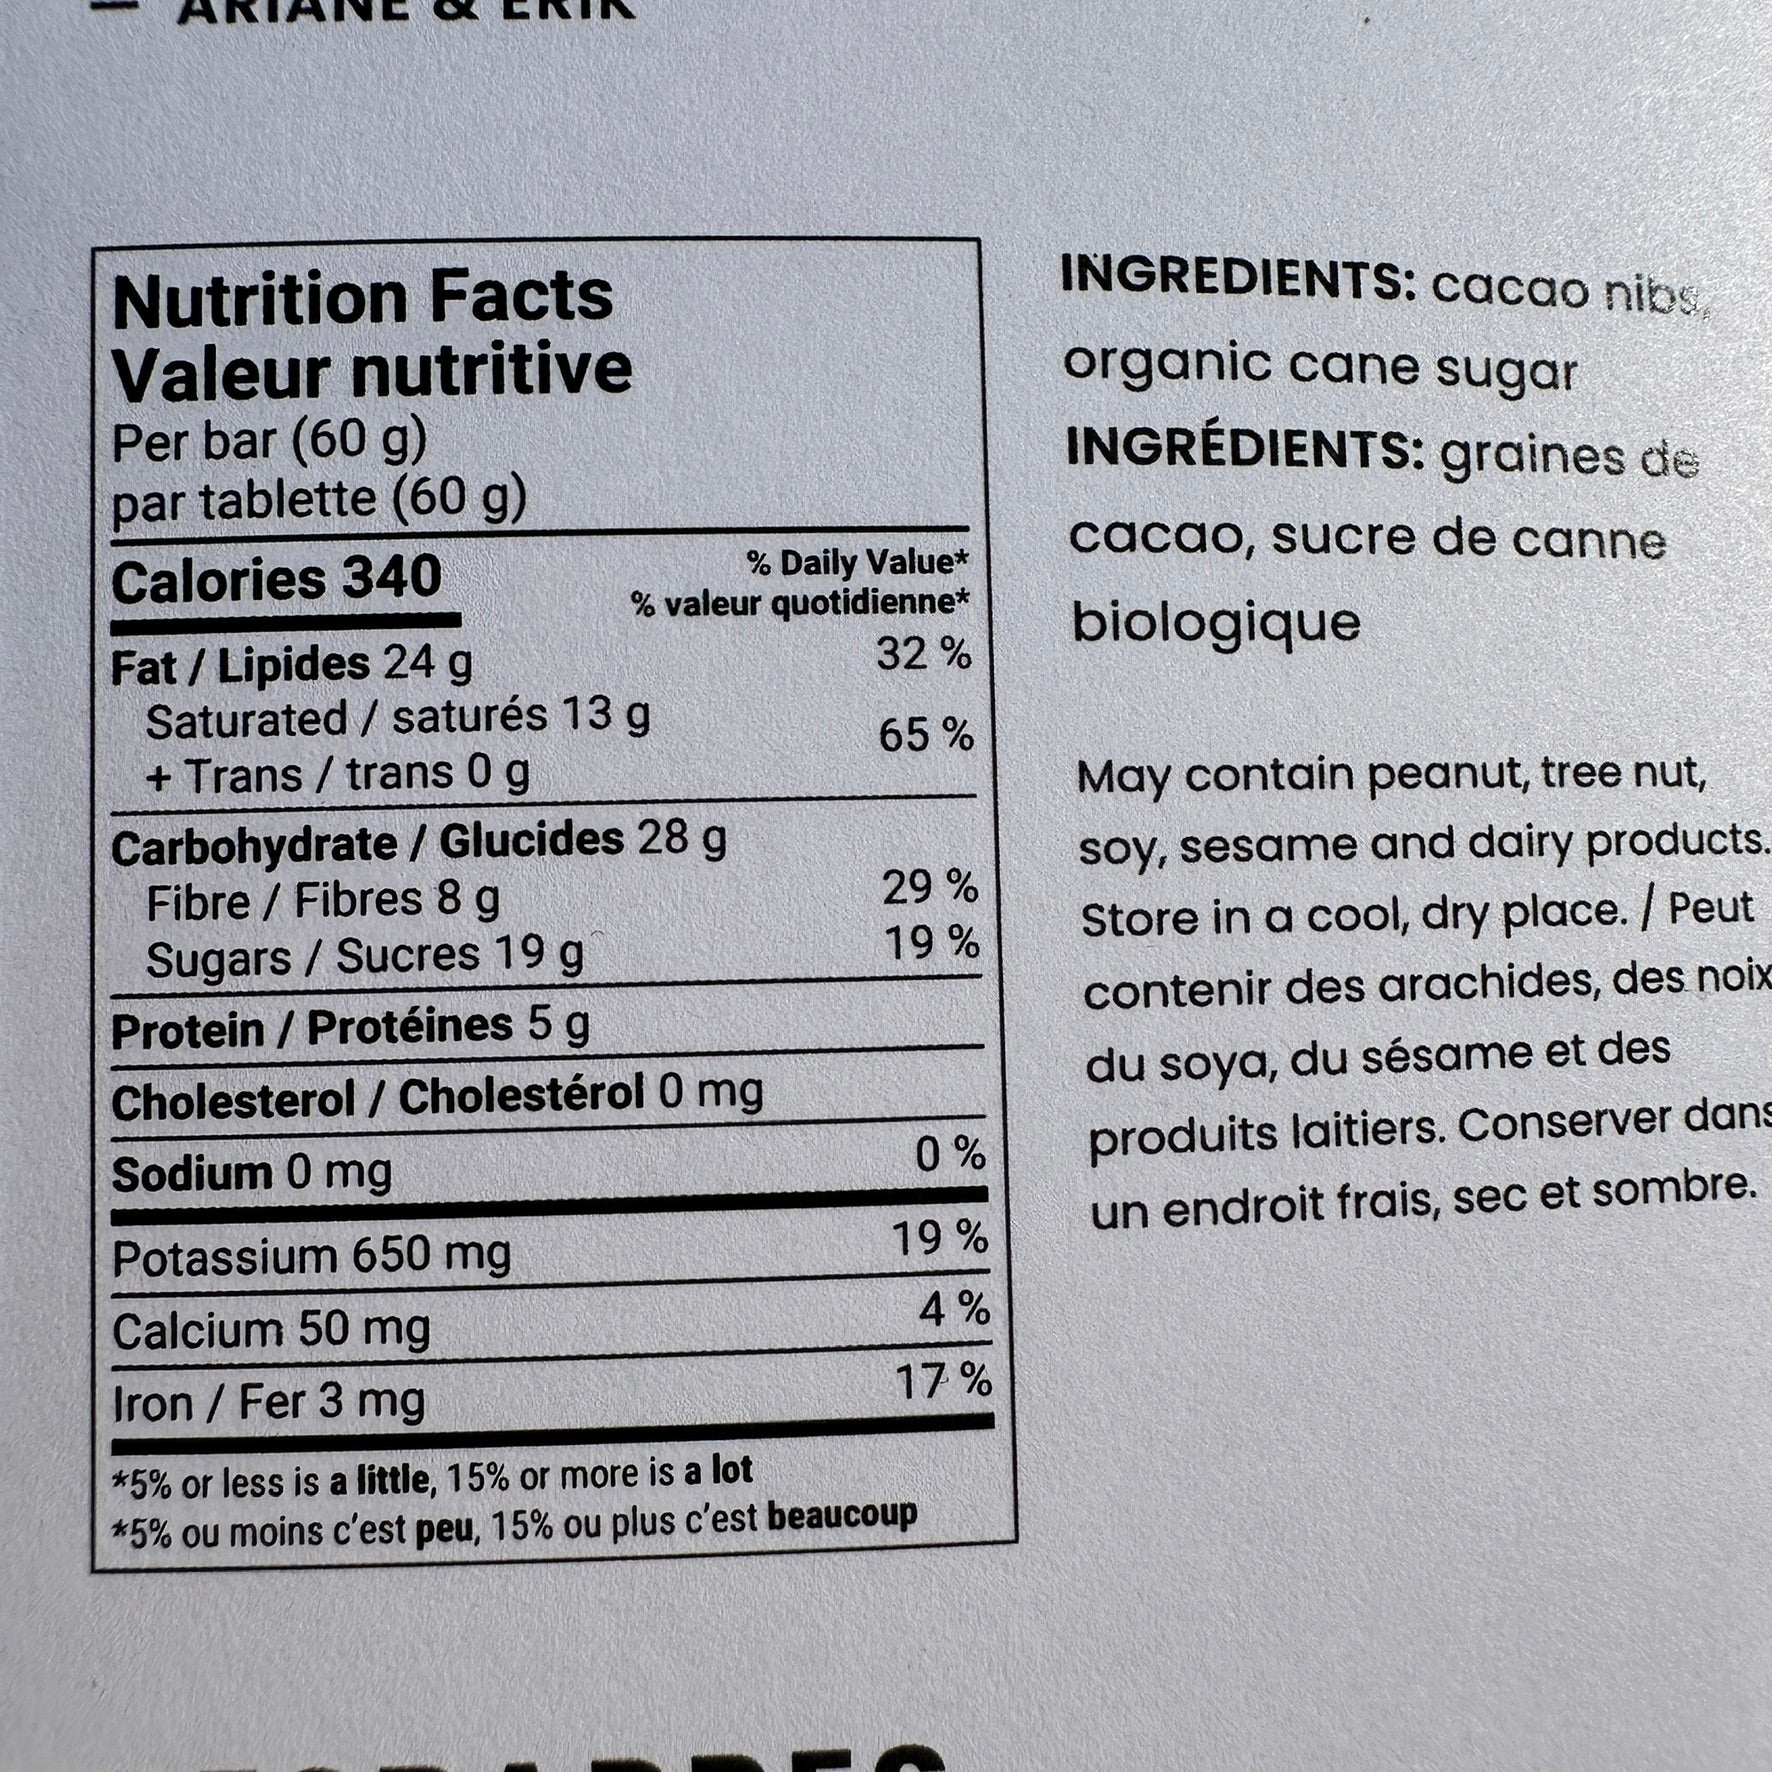 — ARIANE & ERIK
Nutrition Facts
Valeur nutritive
Per bar (60 g)
par tablette (60 g)
Calories 340
% Daily Value*
% valeur quotidienne*
Fat / Lipides 24 g 32 %
Saturated / saturés 13 g
+ Trans / trans 0 g 65 %
Carbohydrate / Glucides 28 g
Fibre / Fibres 8 g 29 %
Sugars / Sucres 19 g 19 %
Protein / Protéines 5 g
Cholesterol / Cholestérol 0 mg
Sodium 0 mg 0 %
Potassium 650 mg 19 %
Calcium 50 mg 4 %
Iron / Fer 3 mg 17 %
*5% or less is a little, 15% or more is a lot
*5% ou moins c'est peu, 15% ou plus c'est beaucoup
INGREDIENTS: cacao nibs,
organic cane sugar
INGRÉDIENTS: graines de
cacao, sucre de canne
biologique
May contain peanut, tree nut,
soy, sesame and dairy products.
Store in a cool, dry place. / Peut
contenir des arachides, des noix
du soya, du sésame et des
produits laitiers. Conserver dans
un endroit frais, sec et sombre.